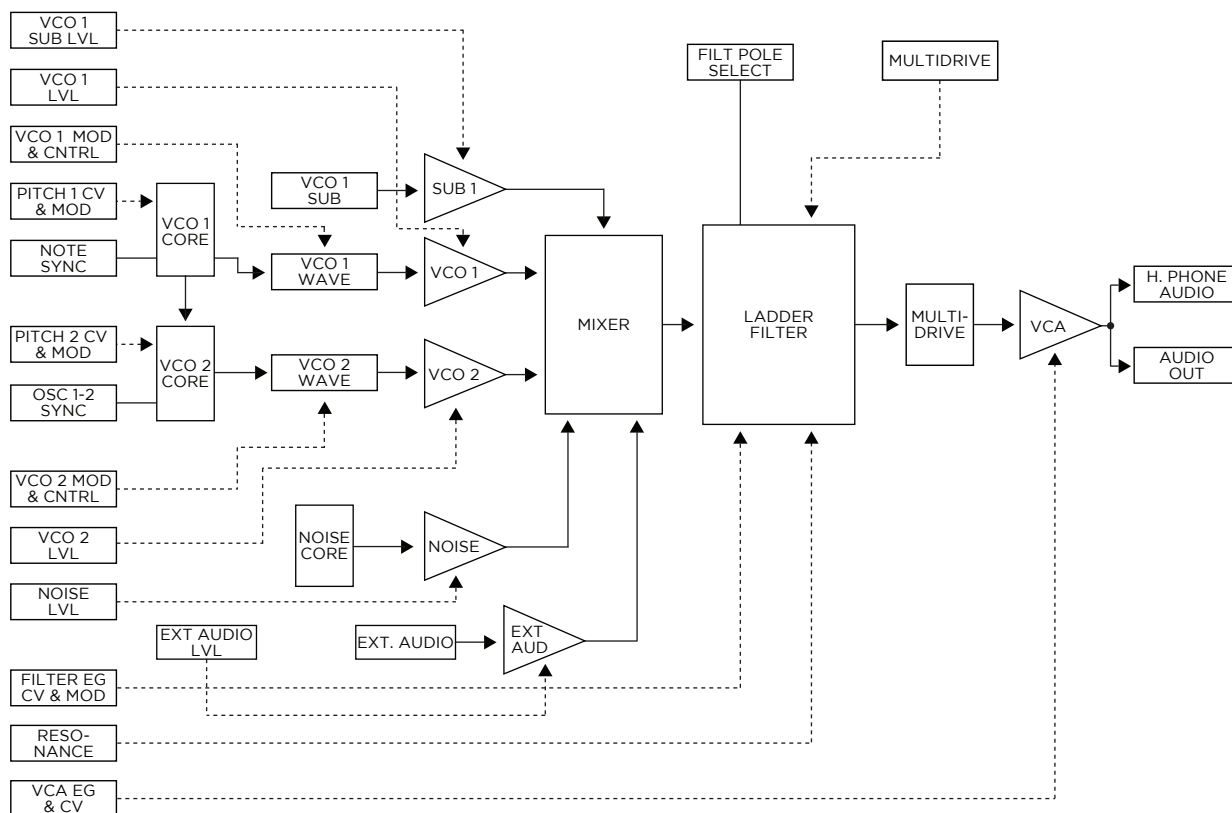 VCO 1
SUB LVL
VCO 1
LVL
VCO 1 MOD
& CNTRL
PITCH 1 CV
& MOD
NOTE
SYNC
VCO 1
CORE
PITCH 2 CV
& MOD
OSC 1-2
SYNC
VCO 2
CORE
VCO 2 MOD
& CNTRL
VCO 2
LVL
NOISE
LVL
EXT AUDIO
LVL
FILTER EG
CV & MOD
RESO-
NANCE
VCA EG
& CV
VCO 1
SUB
VCO 1
WAVE
VCO 2
WAVE
NOISE
CORE
EXT. AUDIO
SUB 1
VCO 1
VCO 2
NOISE
EXT
AUD
MIXER
FILT POLE
SELECT
MULTIDRIVE
LADDER
FILTER
MULTI-
DRIVE
VCA
H. PHONE
AUDIO
AUDIO
OUT